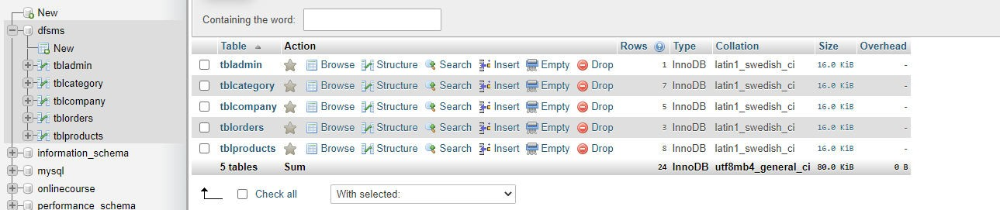 New
dfsms
New
tbladmin
tblcategory
tblcompany
tblorders
tblproducts
information_schema
mysql
onlinecourse
performance_schema
Containing the word:
Table Action Rows Type Collation Size Overhead
tbladmin Browse Structure Search Insert Empty Drop 1 InnoDB latin1_swedish_ci 16.0 KiB -
tblcategory Browse Structure Search Insert Empty Drop 7 InnoDB latin1_swedish_ci 16.0 KiB -
tblcompany Browse Structure Search Insert Empty Drop 5 InnoDB latin1_swedish_ci 16.0 KiB -
tblorders Browse Structure Search Insert Empty Drop 3 InnoDB latin1_swedish_ci 16.0 KiB -
tblproducts Browse Structure Search Insert Empty Drop 8 InnoDB latin1_swedish_ci 16.0 KiB -
5 tables Sum 24 InnoDB utf8mb4_general_ci 80.0 KiB 0 B
Check all With selected: